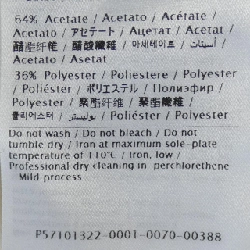 64% Acetate / Acetato / Acétate /
Acetato / アセテート / Ацетат / Acetat /
醋酯纤维 / 醋酸纖維 / 아세테이트 / أسيتات /
Acetato / Asetat
36% Polyester / Poliestere / Polyester
/ Poliéster / ポリエステル / Полиэфир /
Polyester / 聚酯纤维 / 聚酯纖維 /
폴리에스터 / بوليستر / Poliéster / Polyester
Do not wash / Do not bleach / Do not
tumble dry / Iron at maximum sole-plate
temperature of 110°C / Iron, low /
Professional dry cleaning in perchlorethene
Mild process
P57101322-0001-0070-00388